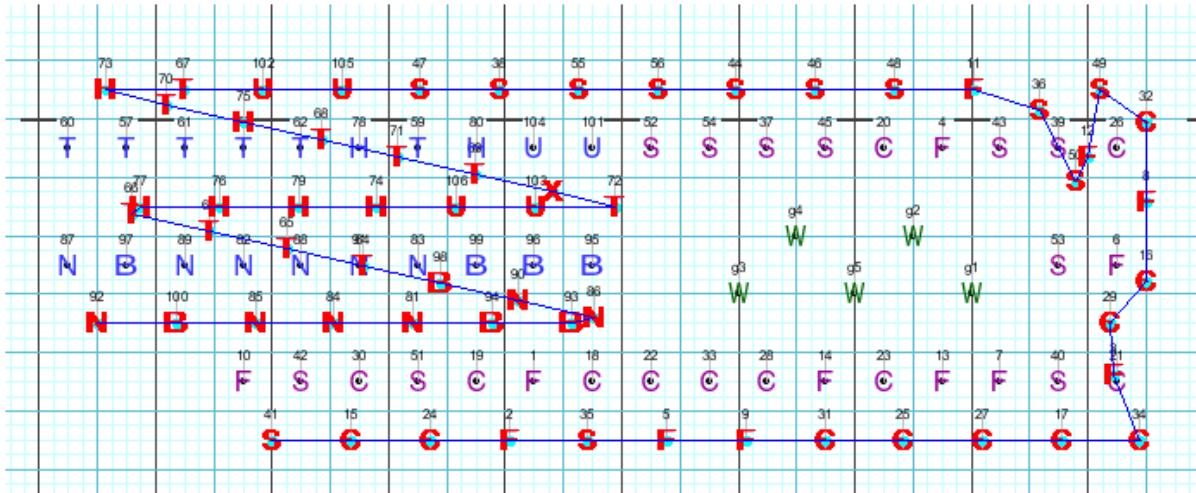 73 67 102 105 47 38 55 56 44 46 48 11 49
H T U U S S S S S S S F S
70 75 68 36 32
T H T S C
60 57 61 62 78 71 59 80 104 101 52 54 37 45 20 4 43 39 12 26
T T T T H T T H U U S S S S C F S S F C
69 50
T S
66 77 76 79 74 106 103 72 8
T H H H H U U X T F
g4 g2
W W
65
T T
87 97 89 82 88 83 99 96 95 53 6
N B N N N N T N B B B S F
98 90 g3 g5 g1 16
B N W W W C
92 100 85 84 81 94 93 86 29
N B N N N B B N C
10 42 30 51 19 1 18 22 33 28 14 23 13 7 40 21
F S C S C F C C C C F C F F S C F
41 15 24 2 35 5 9 31 25 27 17 34
S C C F S F F C C C C C